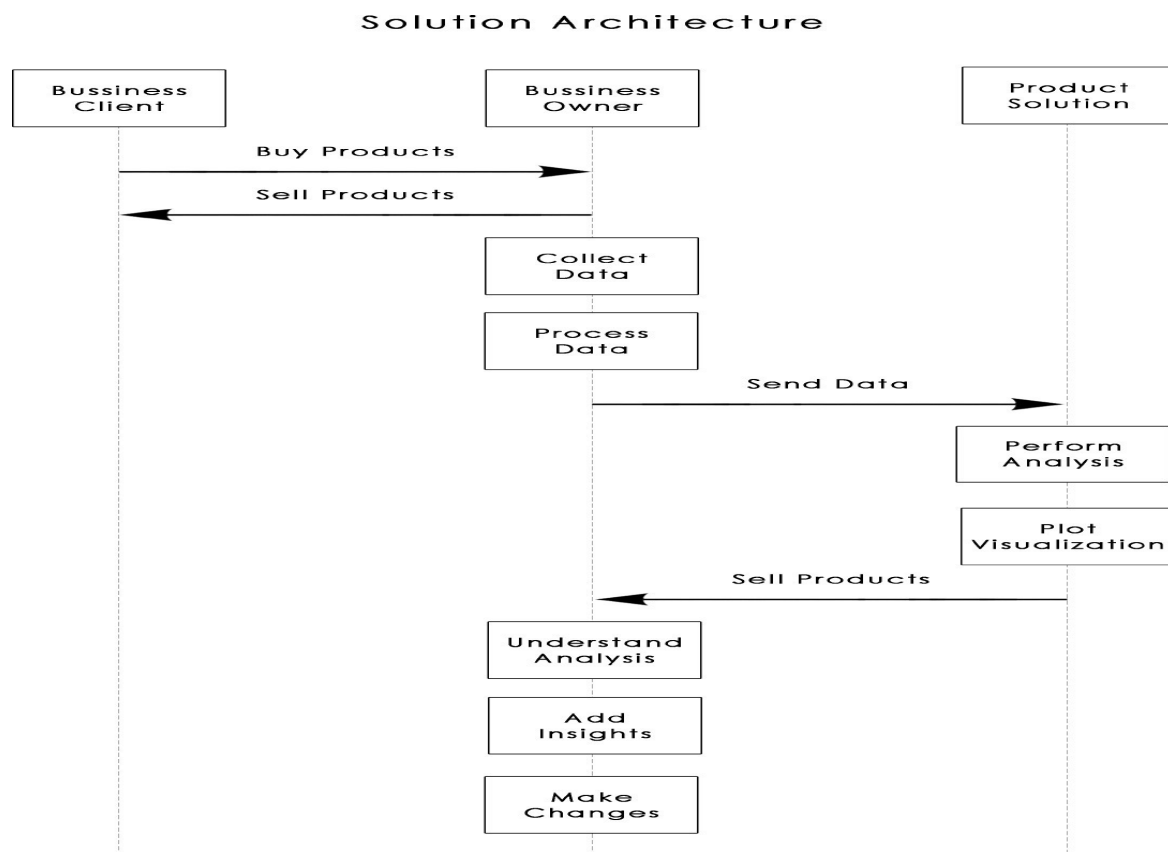 Solution Architecture
Bussiness
Client
Bussiness
Owner
Product
Solution
Buy Products
Sell Products
Collect
Data
Process
Data
Send Data
Perform
Analysis
Plot
Visualization
Sell Products
Understand
Analysis
Add
Insights
Make
Changes